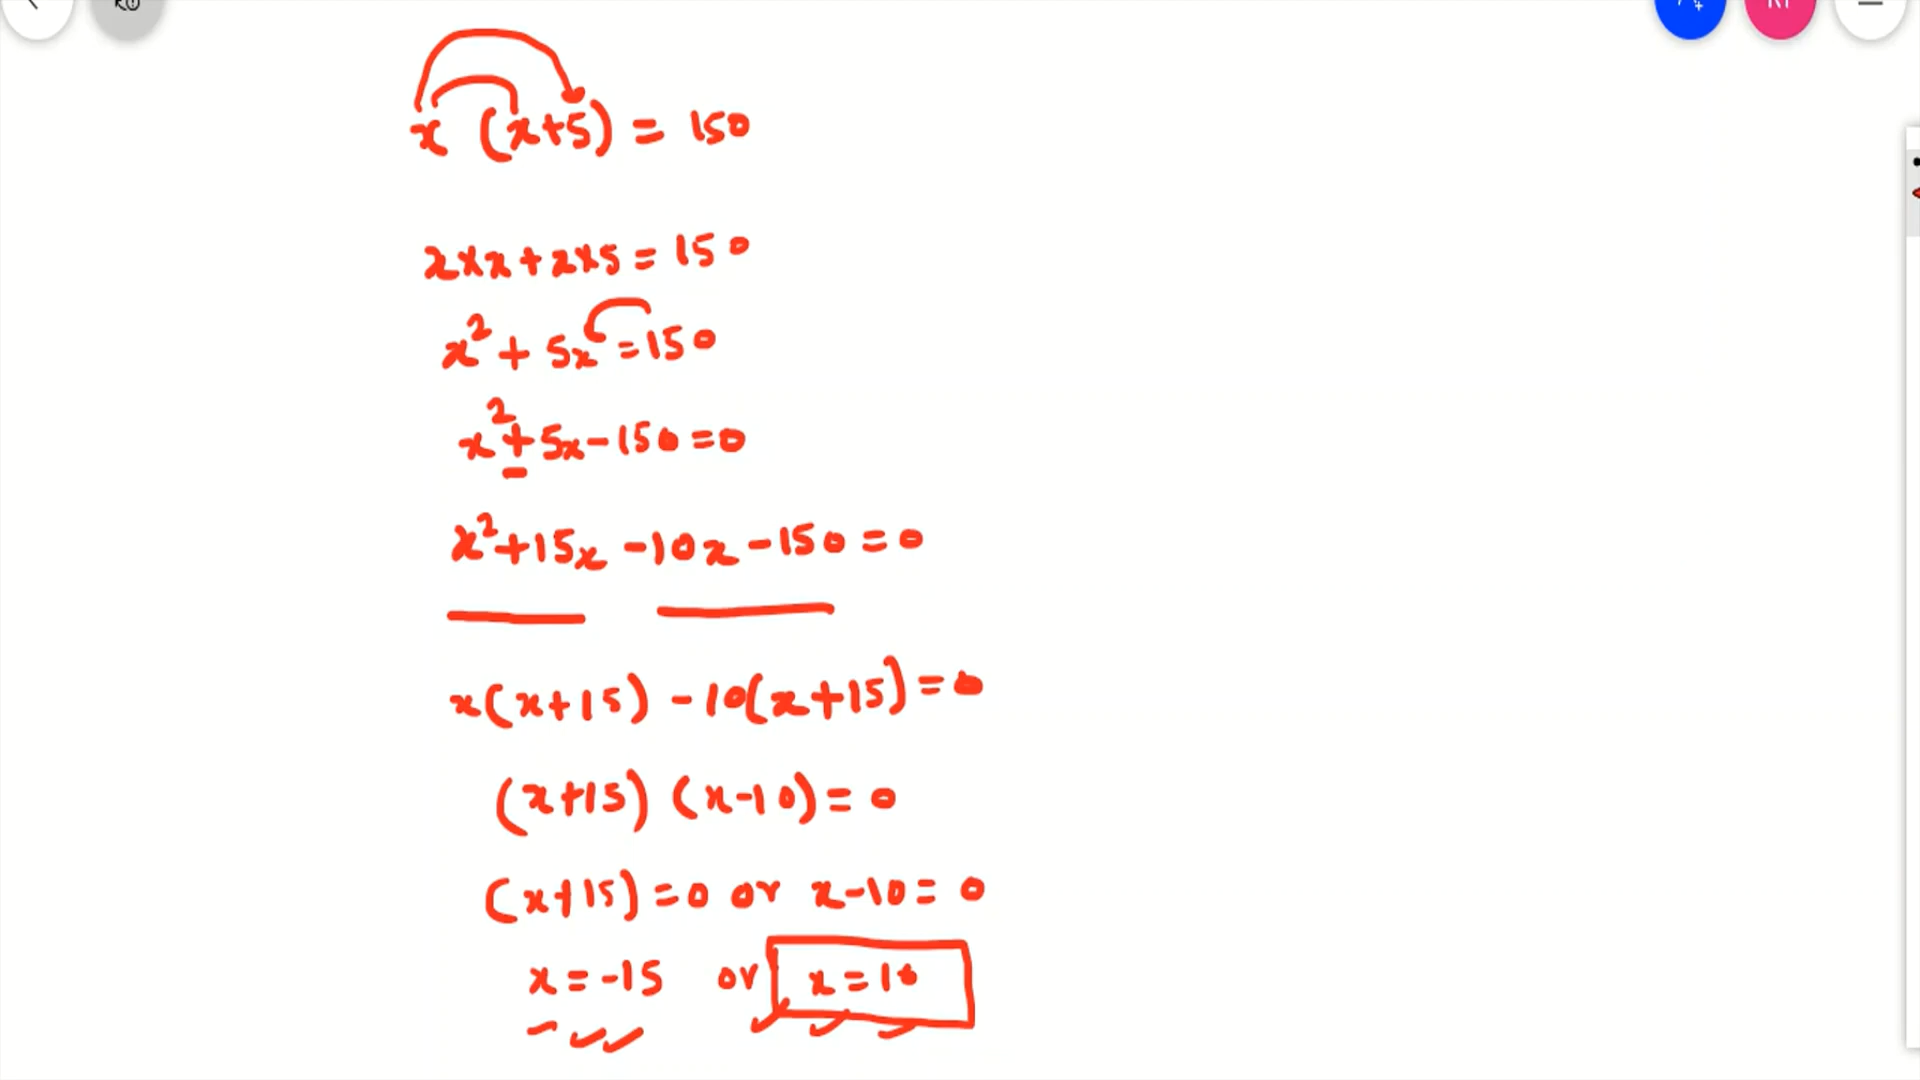 x (x+5) = 150
x×x+x×5 = 150
x² + 5x = 150
x² + 5x - 150 = 0
x² + 15x - 10x - 150 = 0
x(x+15) - 10(x+15) = 0
(x+15) (x-10) = 0
(x+15) = 0 or x-10 = 0
x = -15 or x = 10